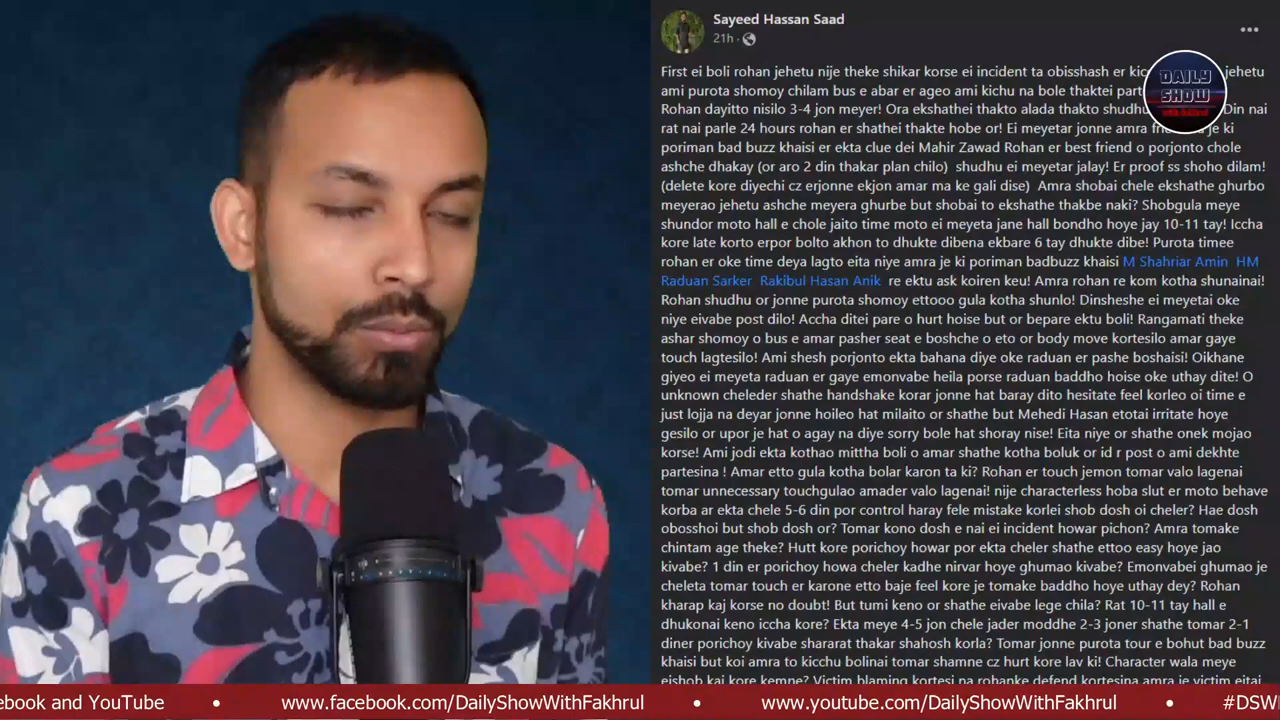 Sayeed Hassan Saad
21h
First ei boli rohan jehetu nije theke shikar korse ei incident ta obisshash er kic jehetu
ami purota shomoy chilam bus e abar er ageo ami kichu na bole thaktei part
Rohan dayitto nisilo 3-4 jon meyer! Ora ekshathei thakto alada thakto shudhu Din nai
rat nai parle 24 hours rohan er shathei thakte hobe or! Ei meyetar jonne amra je ki
poriman bad buzz khaisi er ekta clue dei Mahir Zawad Rohan er best friend o porjonto chole
ashche dhakay (or aro 2 din thakar plan chilo) shudhu ei meyetar jalay! Er proof ss shoho dilam!
(delete kore diyechi cz erjonne ekjon amar ma ke gali dise) Amra shobai chele ekshathe ghurbo
meyerao jehetu ashche meyera ghurbe but shobai to ekshathe thakbe naki? Shobgula meye
shundor moto hall e chole jaito time moto ei meyeta jane hall bondho hoye jay 10-11 tay! Iccha
kore late korto erpor bolto akhon to dhukte dibena ekbare 6 tay dhukte dibe! Purota timee
rohan er oke time deya lagto eita niye amra je ki poriman badbuzz khaisi M Shahriar Amin HM
Raduan Sarker Rakibul Hasan Anik re ektu ask koiren keu! Amra rohan re kom kotha shunainai!
Rohan shudhu or jonne purota shomoy ettooo gula kotha shunlo! Dinsheshe ei meyetai oke
niye eivabe post dilo! Accha ditei pare o hurt hoise but or bepare ektu boli! Rangamati theke
ashar shomoy o bus e amar pasher seat e boshche o eto or body move kortesilo amar gaye
touch lagtesilo! Ami shesh porjonto ekta bahana diye oke raduan er pashe boshaisi! Oikhane
giyeo ei meyeta raduan er gaye emonvabe heila porse raduan baddho hoise oke uthay dite! O
unknown cheleder shathe handshake korar jonne hat baray dito hesitate feel korleo oi time e
just lojja na deyar jonne hoileo hat milaito or shathe but Mehedi Hasan etotai irritate hoye
gesilo or upor je hat o agay na diye sorry bole hat shoray nise! Eita niye or shathe onek mojao
korse! Ami jodi ekta kothao mittha boli o amar shathe kotha boluk or id r post o ami dekhte
partesina ! Amar etto gula kotha bolar karon ta ki? Rohan er touch jemon tomar valo lagenai
tomar unnecessary touchgulao amader valo lagenai! nije characterless hoba slut er moto behave
korba ar ekta chele 5-6 din por control haray fele mistake korlei shob dosh oi cheler? Hae dosh
obosshoi but shob dosh or? Tomar kono dosh e nai ei incident howar pichon? Amra tomake
chintam age theke? Hutt kore porichoy howar por ekta cheler shathe ettoo easy hoye jao
kivabe? 1 din er porichoy howa cheler kadhe nirvar hoye ghumao kivabe? Emonvabei ghumao je
cheleta tomar touch er karone etto baje feel kore je tomake baddho hoye uthay dey? Rohan
kharap kaj korse no doubt! But tumi keno or shathe eivabe lege chila? Rat 10-11 tay hall e
dhukonai keno iccha kore? Ekta meye 4-5 jon chele jader moddhe 2-3 joner shathe tomar 2-1
diner porichoy kivabe shararat thakar shahosh korla? Tomar jonne purota tour e bohut bad buzz
khaisi but koi amra to kicchu bolinai tomar shamne cz hurt kore lav ki! Character wala meye
eishob kaj kore kemne? Victim blaming kortesi na rohanke defend kortesina amra je victim eitai
DAILY
SHOW
ebook and YouTube • www.facebook.com/DailyShowWithFakhrul • www.youtube.com/DailyShowWithFakhrul • #DSW